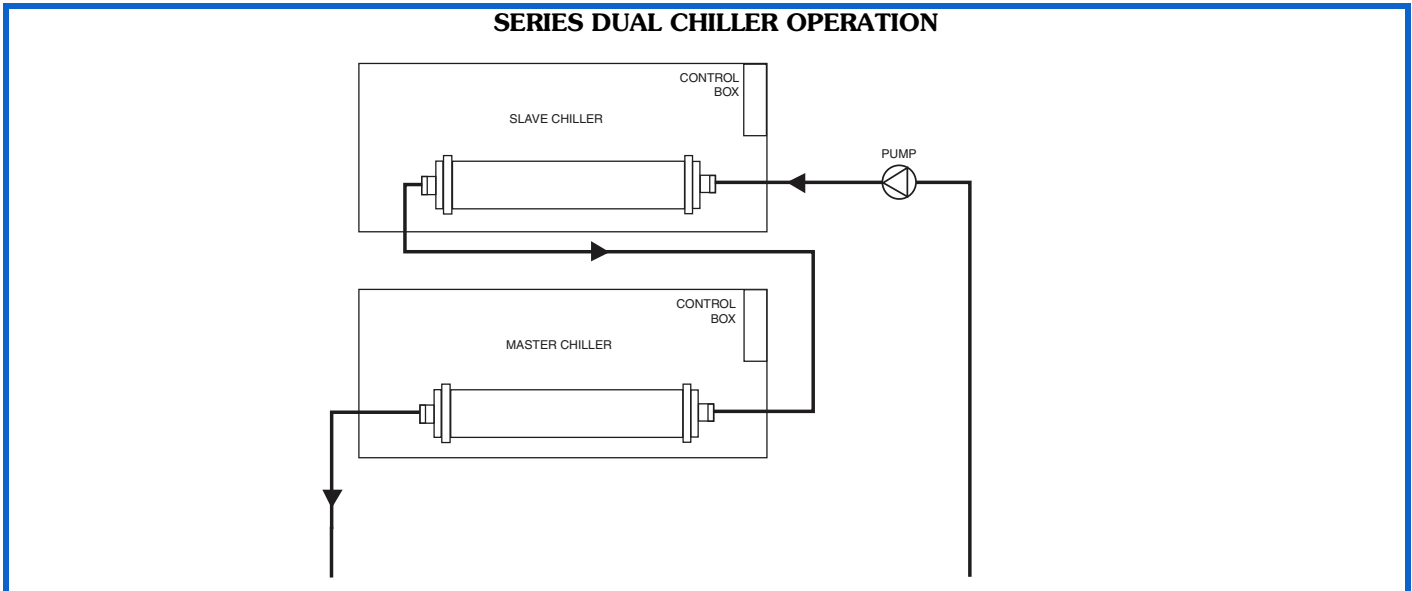 SERIES DUAL CHILLER OPERATION
CONTROL
BOX
SLAVE CHILLER
PUMP
CONTROL
BOX
MASTER CHILLER